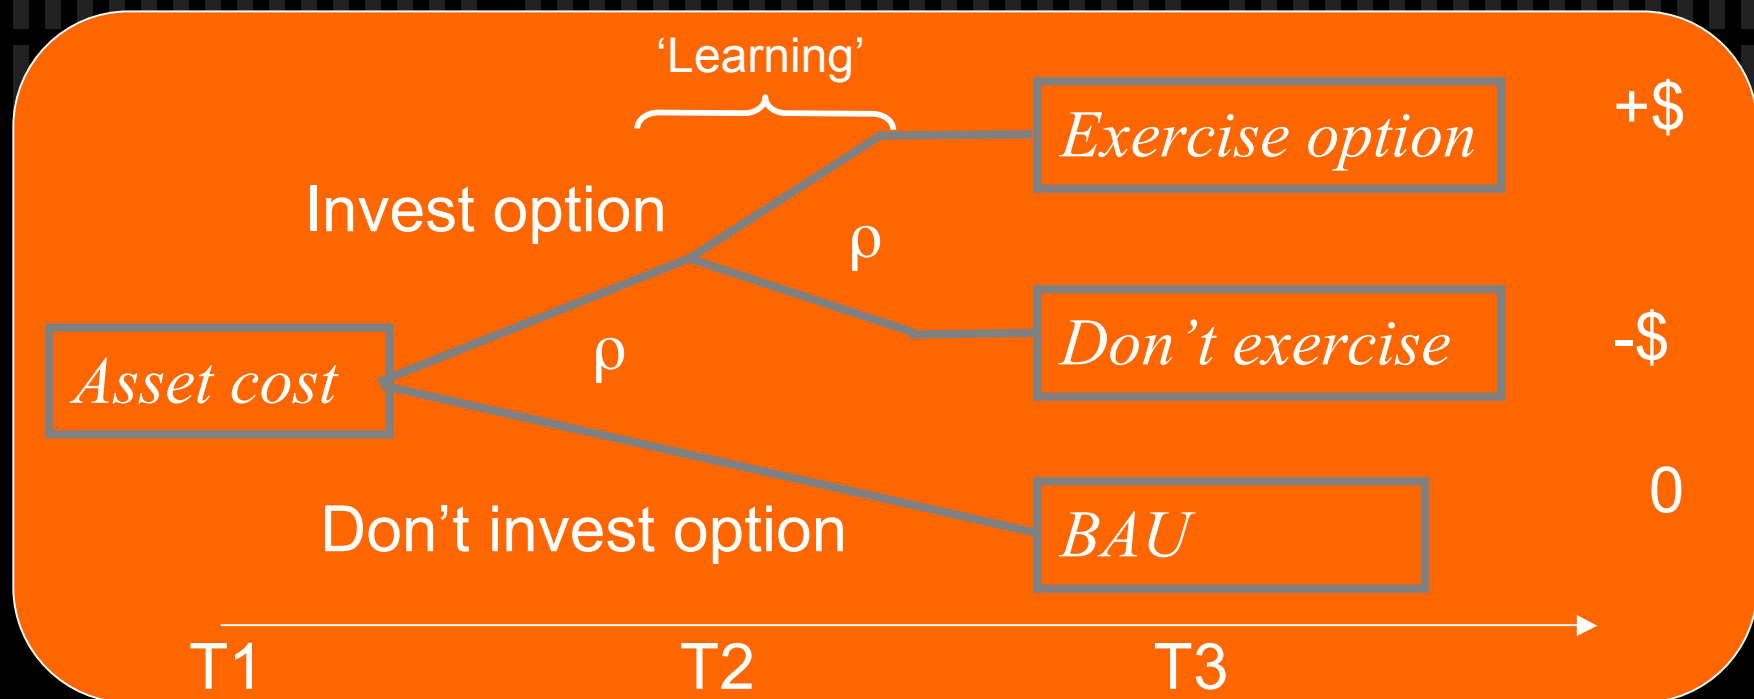 ‘Learning’
Exercise option
+$
Invest option
ρ
Don’t exercise
-$
ρ
Asset cost
0
Don’t invest option
BAU
T1 T2 T3